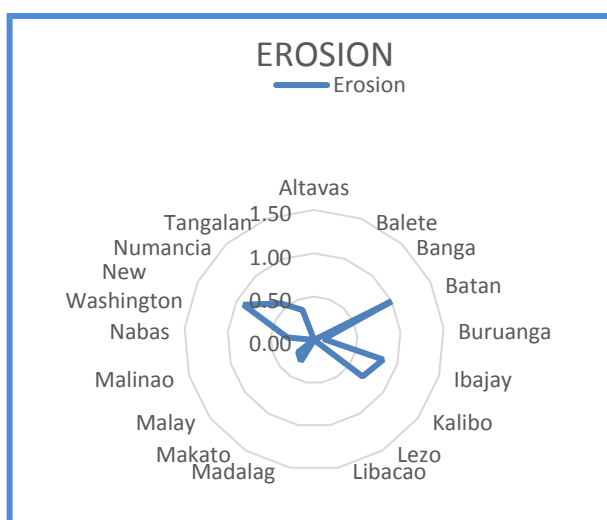 EROSION
Erosion
Altavas
Balete
Banga
Batan
Buruanga
Ibajay
Kalibo
Lezo
Libacao
Madalag
Makato
Malay
Malinao
Nabas
New
Washington
Numancia
Tangalan
1.50
1.00
0.50
0.00